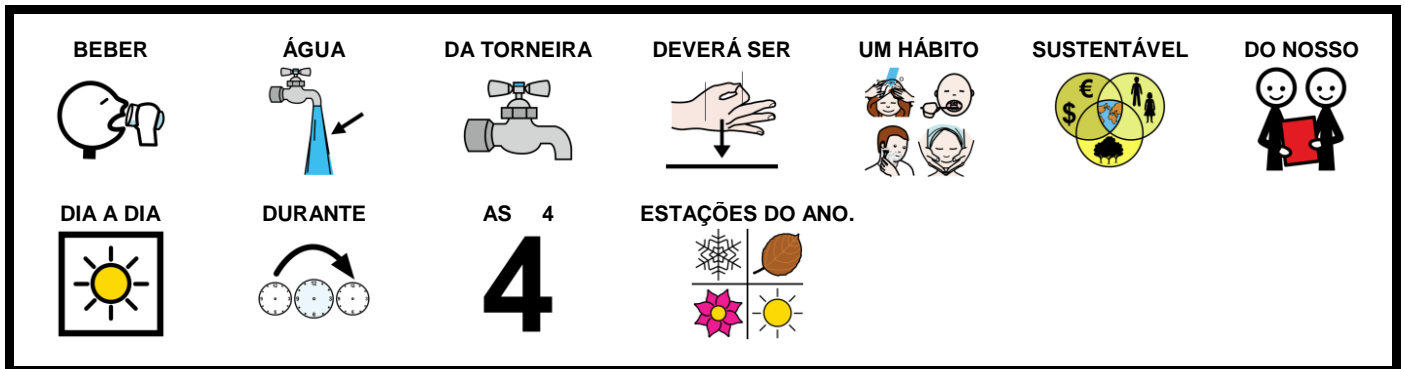 BEBER ÁGUA DA TORNEIRA DEVERÁ SER UM HÁBITO SUSTENTÁVEL DO NOSSO
€
$
DIA A DIA DURANTE AS 4 ESTAÇÕES DO ANO.
4